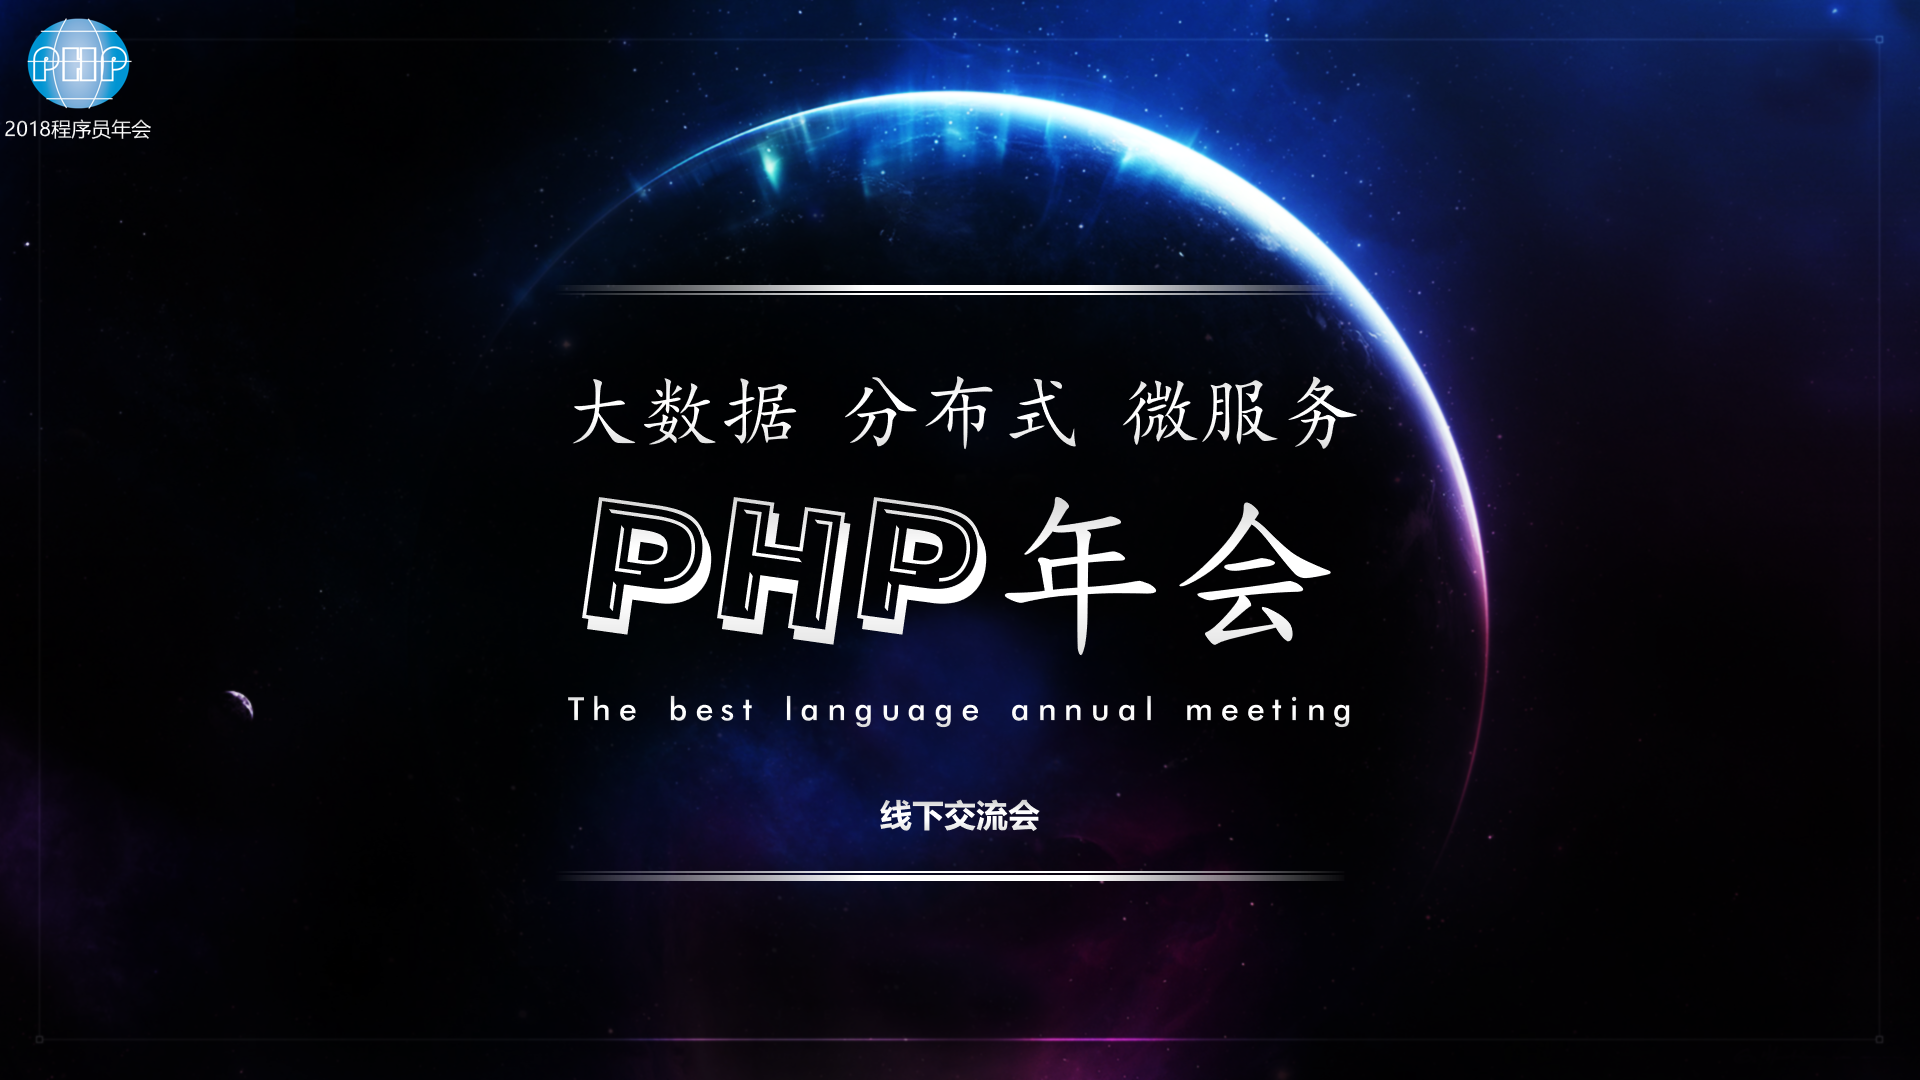 PHP
2018程序员年会
大数据 分布式 微服务
PHP年会
The best language annual meeting
线下交流会